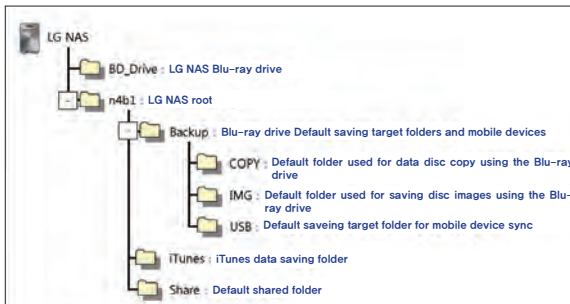 LG NAS
BD_Drive : LG NAS Blu-ray drive
n4b1 : LG NAS root
Backup : Blu-ray drive Default saving target folders and mobile devices
COPY : Default folder used for data disc copy using the Blu-ray
drive
IMG : Default folder used for saving disc images using the Blu-
ray drive
USB : Default saveing target folder for mobile device sync
iTunes : iTunes data saving folder
Share : Default shared folder